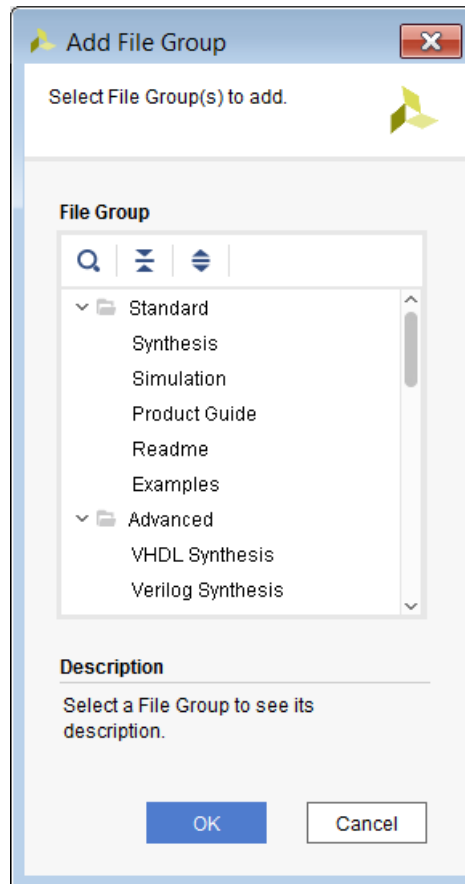 Add File Group
Select File Group(s) to add.
File Group
Standard
Synthesis
Simulation
Product Guide
Readme
Examples
Advanced
VHDL Synthesis
Verilog Synthesis
Description
Select a File Group to see its
description.
OK
Cancel